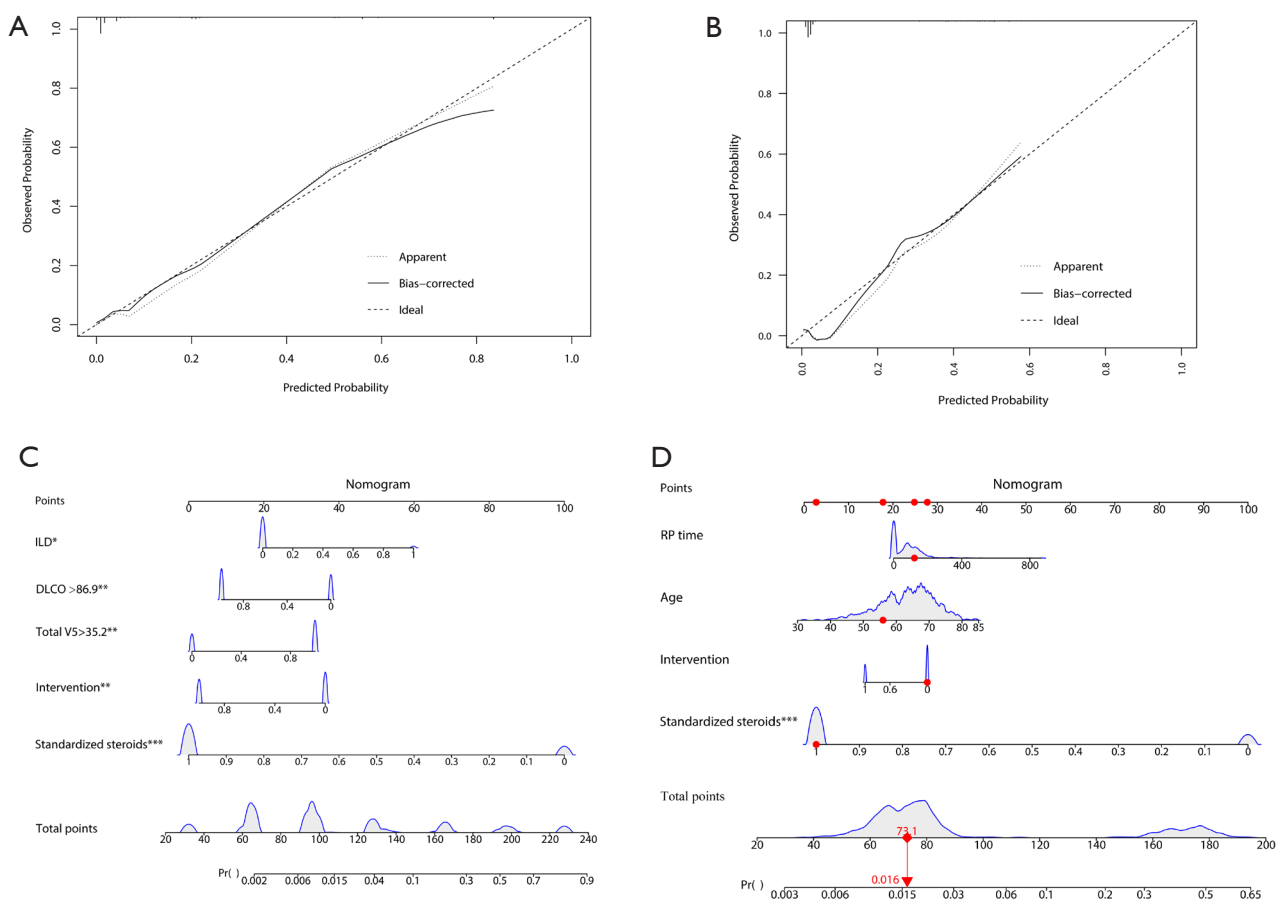 A
1.0
0.8
0.6
0.4
0.2
0.0
Observed Probability
Apparent
Bias−corrected
Ideal
0.0 0.2 0.4 0.6 0.8 1.0
Predicted Probability
B
1.0
0.8
0.6
0.4
0.2
0.0
Observed Probability
Apparent
Bias−corrected
Ideal
0.0 0.2 0.4 0.6 0.8 1.0
Predicted Probability
C
Nomogram
Points
0 20 40 60 80 100
ILD*
0 0.2 0.4 0.6 0.8 1
DLCO >86.9**
0.8 0.4 0
Total V5>35.2**
0 0.4 0.8
Intervention**
0.8 0.4 0
Standardized steroids***
1 0.9 0.8 0.7 0.6 0.5 0.4 0.3 0.2 0.1 0
Total points
20 40 60 80 100 120 140 160 180 200 220 240
Pr( )
0.002 0.006 0.015 0.04 0.1 0.3 0.5 0.7 0.9
D
Nomogram
Points
0 10 20 30 40 50 60 70 80 90 100
RP time
0 400 800
Age
30 40 50 60 70 80 85
Intervention
1 0.6 0
Standardized steroids***
1 0.9 0.8 0.7 0.6 0.5 0.4 0.3 0.2 0.1 0
Total points
73.1
20 40 60 80 100 120 140 160 180 200
0.016
Pr( )
0.003 0.006 0.015 0.03 0.06 0.1 0.2 0.3 0.5 0.65